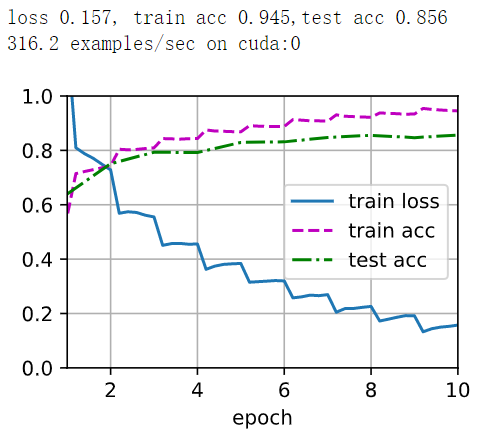 loss 0.157, train acc 0.945,test acc 0.856
316.2 examples/sec on cuda:0
1.0
0.8
0.6
0.4
0.2
0.0
train loss
train acc
test acc
2 4 6 8 10
epoch